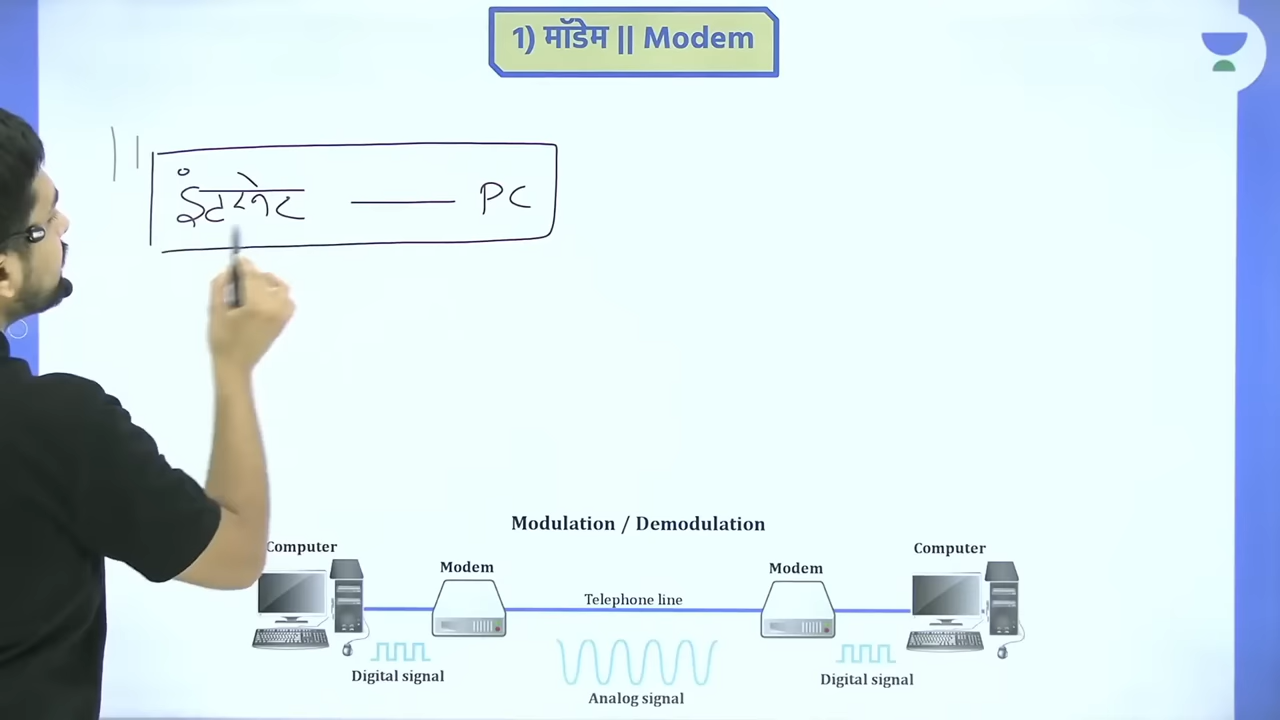 1) मॉडेम || Modem
इंटरनेट —— PC
Modulation / Demodulation
Computer
Modem
Telephone line
Modem
Computer
Digital signal
Analog signal
Digital signal